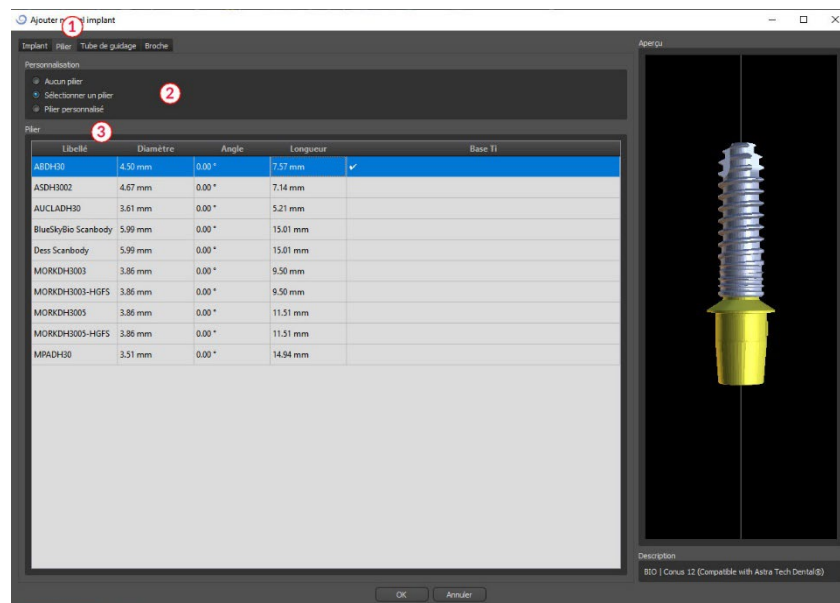 Ajouter nouvel implant
1
Implant Pilier Tube de guidage Broche
Personnalisation
Aucun pilier
Sélectionner un pilier
Pilier personnalisé
2
Pilier
3
Libellé Diamètre Angle Longueur Base Ti
ABDH30 4.50 mm 0.00 ° 7.57 mm ✔
ASDH3002 4.67 mm 0.00 ° 7.14 mm
AUCLADH30 3.61 mm 0.00 ° 5.21 mm
BlueSkyBio Scanbody 5.99 mm 0.00 ° 15.01 mm
Dess Scanbody 5.99 mm 0.00 ° 15.01 mm
MORKDH3003 3.86 mm 0.00 ° 9.50 mm
MORKDH3003-HGFS 3.86 mm 0.00 ° 9.50 mm
MORKDH3005 3.86 mm 0.00 ° 11.51 mm
MORKDH3005-HGFS 3.86 mm 0.00 ° 11.51 mm
MPADH30 3.51 mm 0.00 ° 14.94 mm
OK Annuler
Aperçu
Description
BIO | Conus 12 (Compatible with Astra Tech Dental®)